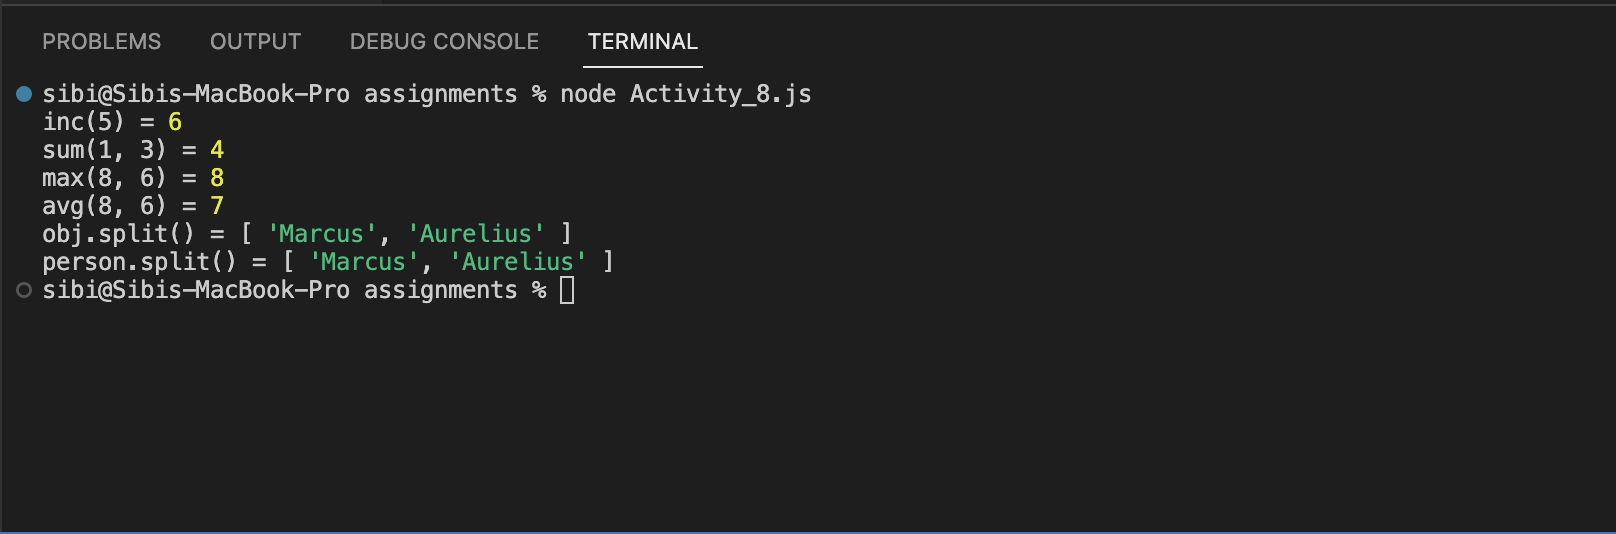 PROBLEMS OUTPUT DEBUG CONSOLE TERMINAL
sibi@Sibis-MacBook-Pro assignments % node Activity_8.js
inc(5) = 6
sum(1, 3) = 4
max(8, 6) = 8
avg(8, 6) = 7
obj.split() = [ 'Marcus', 'Aurelius' ]
person.split() = [ 'Marcus', 'Aurelius' ]
sibi@Sibis-MacBook-Pro assignments %